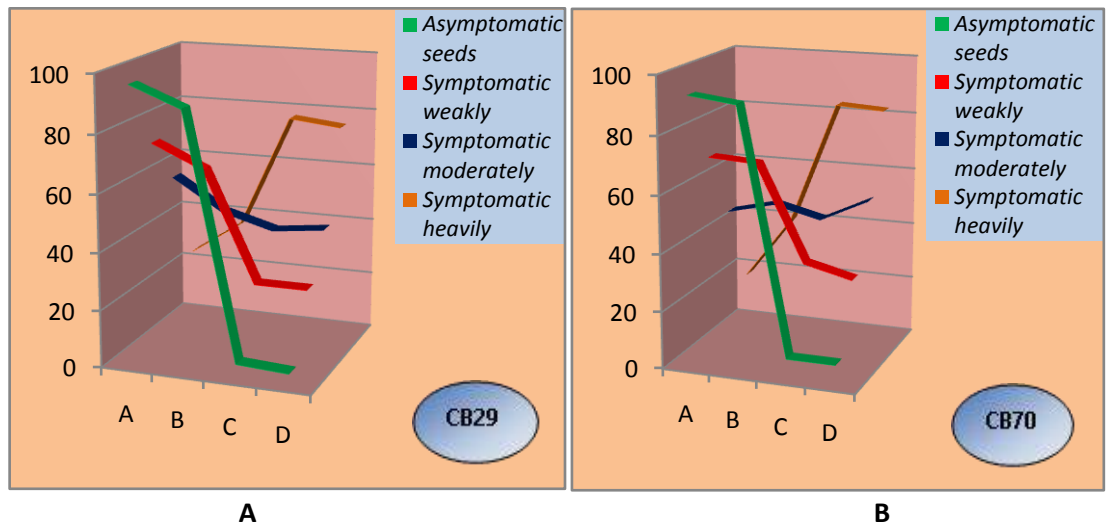 100
80
60
40
20
0
A
B
C
D
Asymptomatic
seeds
Symptomatic
weakly
Symptomatic
moderately
Symptomatic
heavily
CB29
A
100
80
60
40
20
0
A
B
C
D
Asymptomatic
seeds
Symptomatic
weakly
Symptomatic
moderately
Symptomatic
heavily
CB70
B